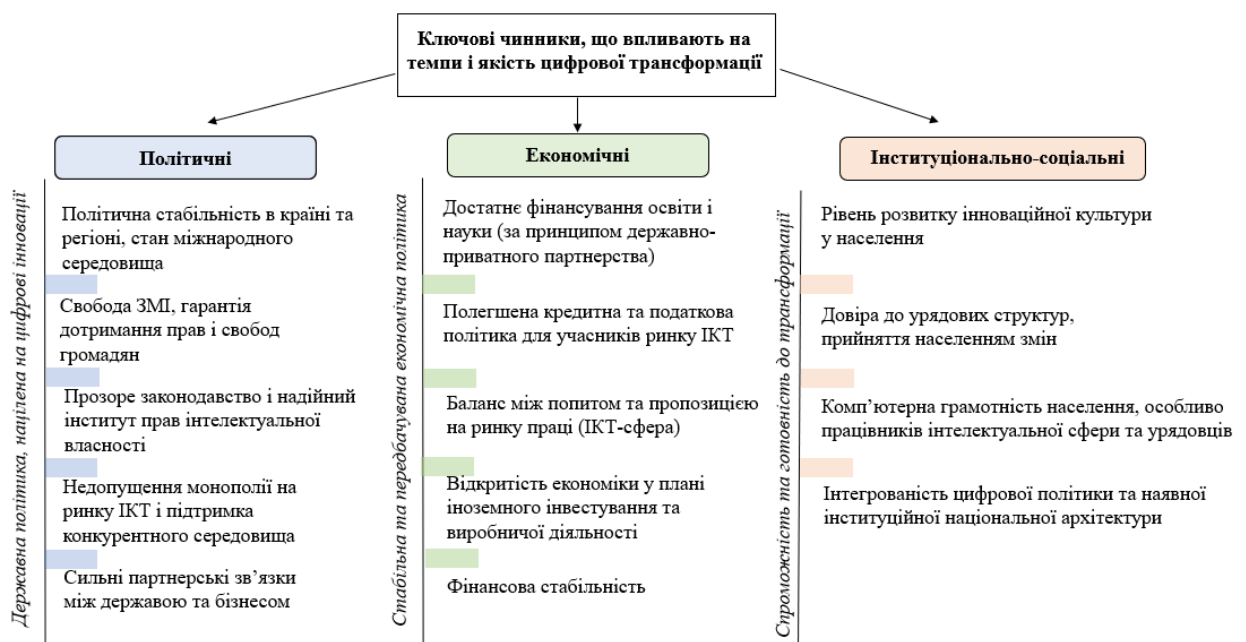 Ключові чинники, що впливають на
темпи і якість цифрової трансформації
Політичні
Державна політика, націлена на цифрові інновації
Політична стабільність в країні та
регіоні, стан міжнародного
середовища
Свобода ЗМІ, гарантія
дотримання прав і свобод
громадян
Прозоре законодавство і надійний
інститут прав інтелектуальної
власності
Недопущення монополії на
ринку ІКТ і підтримка
конкурентного середовища
Сильні партнерські зв’язки
між державою та бізнесом
Економічні
Стабільна та передбачувана економічна політика
Достатнє фінансування освіти і
науки (за принципом державно-
приватного партнерства)
Полегшена кредитна та податкова
політика для учасників ринку ІКТ
Баланс між попитом та пропозицією
на ринку праці (ІКТ-сфера)
Відкритість економіки у плані
іноземного інвестування та
виробничої діяльності
Фінансова стабільність
Інституціонально-соціальні
Спроможність та готовність до трансформації
Рівень розвитку інноваційної культури
у населення
Довіра до урядових структур,
прийняття населенням змін
Комп’ютерна грамотність населення, особливо
працівників інтелектуальної сфери та урядовців
Інтегрованість цифрової політики та наявної
інституційної національної архітектури